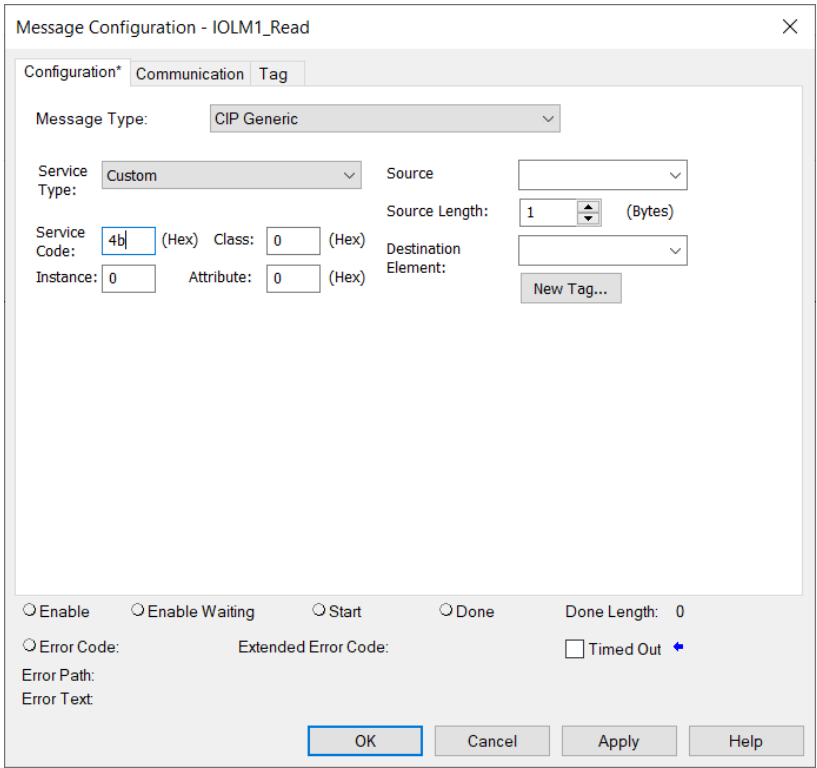 Message Configuration - IOLM1_Read
Configuration* Communication Tag
Message Type: CIP Generic
Service Type: Custom
Service Code: 4b (Hex) Class: 0 (Hex)
Instance: 0 Attribute: 0 (Hex)
Source
Source Length: 1 (Bytes)
Destination Element:
New Tag...
Enable Enable Waiting Start Done Done Length: 0
Error Code: Extended Error Code: Timed Out
Error Path:
Error Text:
OK Cancel Apply Help